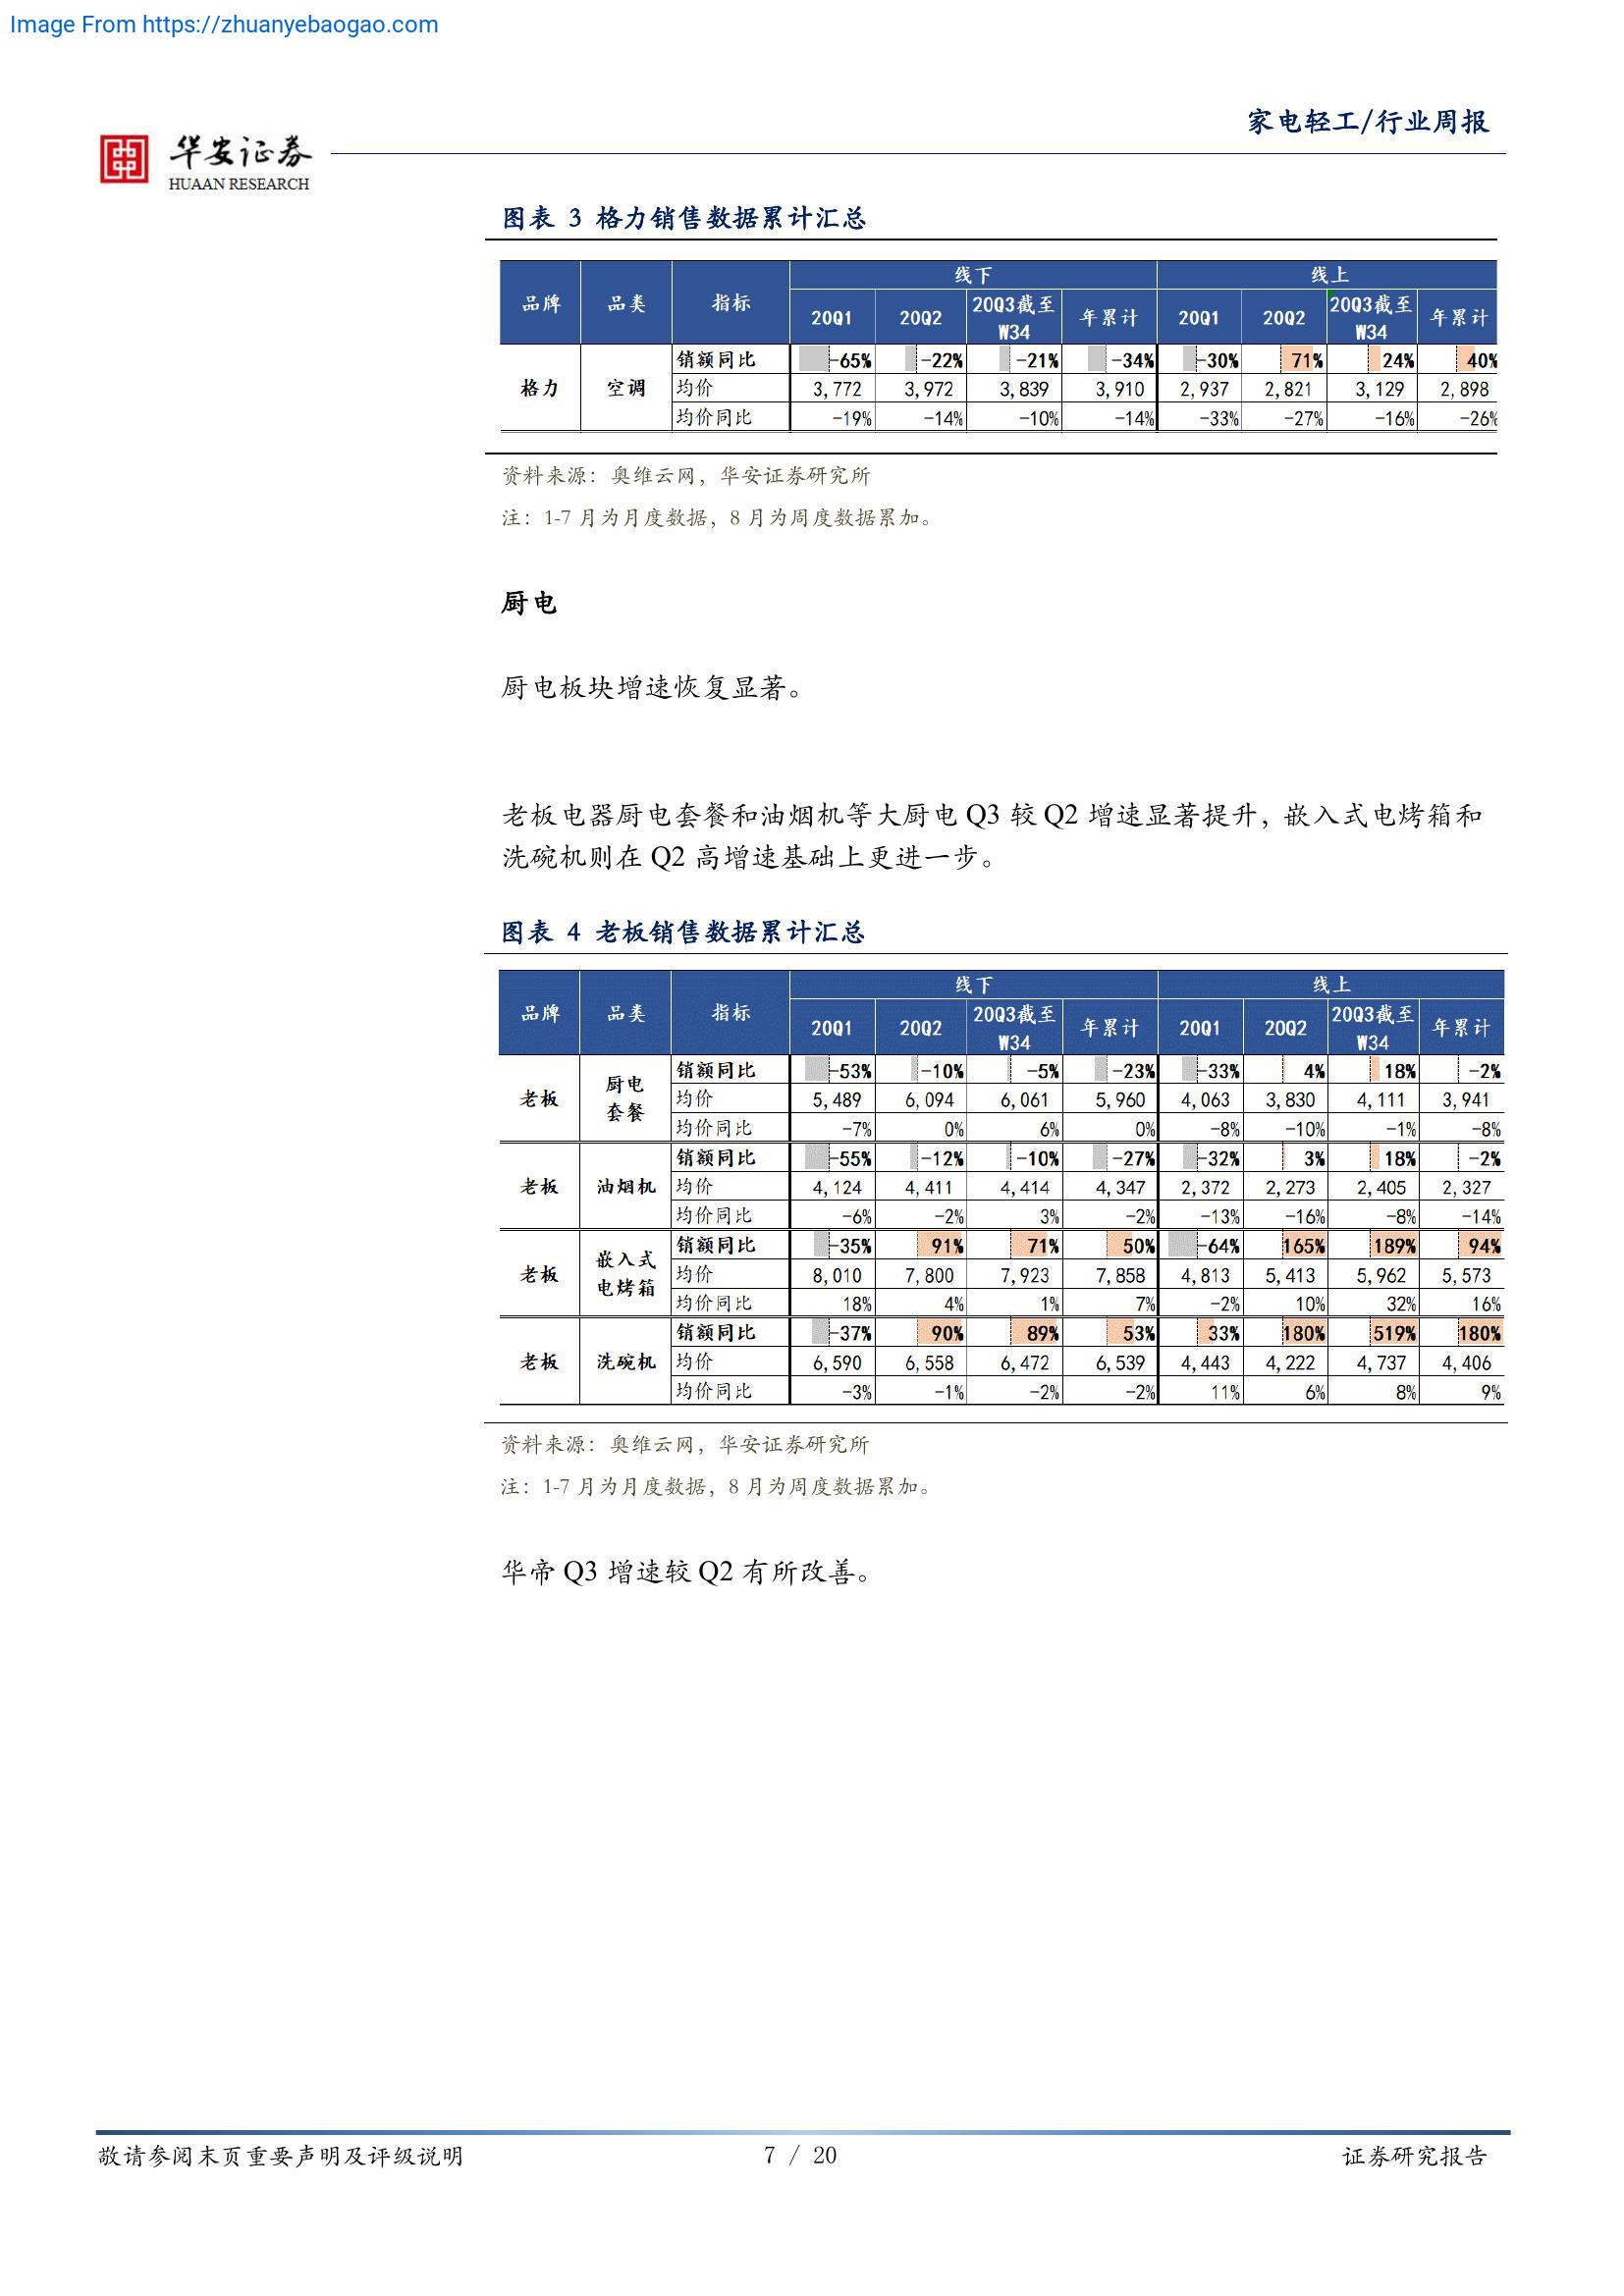 Image From https://zhuanyebaogao.com
家电轻工/行业周报
华安证券
HUAAN RESEARCH
图表 3 格力销售数据累计汇总
品牌 品类 指标 线下 线上
20Q1 20Q2 20Q3截至W34 年累计 20Q1 20Q2 20Q3截至W34 年累计
格力 空调 销额同比 -65% -22% -21% -34% -30% 71% 24% 40%
均价 3,772 3,972 3,839 3,910 2,937 2,821 3,129 2,898
均价同比 -19% -14% -10% -14% -33% -27% -16% -26%
资料来源：奥维云网，华安证券研究所
注：1-7 月为月度数据，8 月为周度数据累加。
厨电
厨电板块增速恢复显著。
老板电器厨电套餐和油烟机等大厨电 Q3 较 Q2 增速显著提升，嵌入式电烤箱和
洗碗机则在 Q2 高增速基础上更进一步。
图表 4 老板销售数据累计汇总
品牌 品类 指标 线下 线上
20Q1 20Q2 20Q3截至W34 年累计 20Q1 20Q2 20Q3截至W34 年累计
老板 厨电套餐 销额同比 -53% -10% -5% -23% -33% 4% 18% -2%
均价 5,489 6,094 6,061 5,960 4,063 3,830 4,111 3,941
均价同比 -7% 0% 6% 0% -8% -10% -1% -8%
老板 油烟机 销额同比 -55% -12% -10% -27% -32% 3% 18% -2%
均价 4,124 4,411 4,414 4,347 2,372 2,273 2,405 2,327
均价同比 -6% -2% 3% -2% -13% -16% -8% -14%
老板 嵌入式电烤箱 销额同比 -35% 91% 71% 50% -64% 165% 189% 94%
均价 8,010 7,800 7,923 7,858 4,813 5,413 5,962 5,573
均价同比 18% 4% 1% 7% -2% 10% 32% 16%
老板 洗碗机 销额同比 -37% 90% 89% 53% 33% 180% 519% 180%
均价 6,590 6,558 6,472 6,539 4,443 4,222 4,737 4,406
均价同比 -3% -1% -2% -2% 11% 6% 8% 9%
资料来源：奥维云网，华安证券研究所
注：1-7 月为月度数据，8 月为周度数据累加。
华帝 Q3 增速较 Q2 有所改善。
敬请参阅末页重要声明及评级说明 7 / 20 证券研究报告